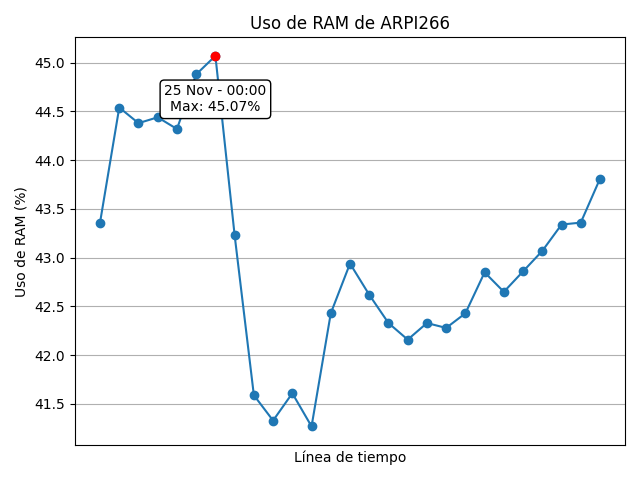 Uso de RAM de ARPI266
45.0
44.5
44.0
43.5
43.0
42.5
42.0
41.5
Uso de RAM (%)
25 Nov - 00:00
Max: 45.07%
Línea de tiempo